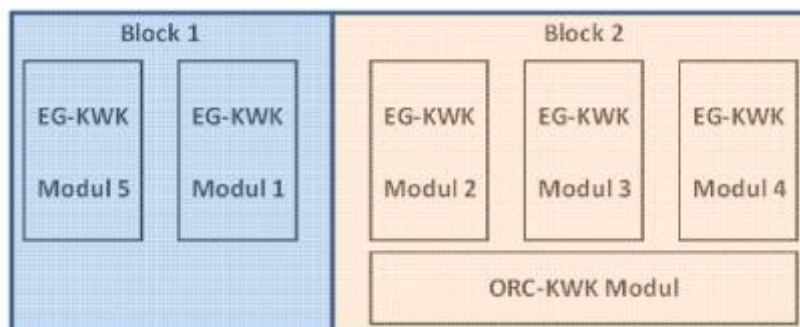 Block 1
EG-KWK
Modul 5
EG-KWK
Modul 1
Block 2
EG-KWK
Modul 2
EG-KWK
Modul 3
EG-KWK
Modul 4
ORC-KWK Modul